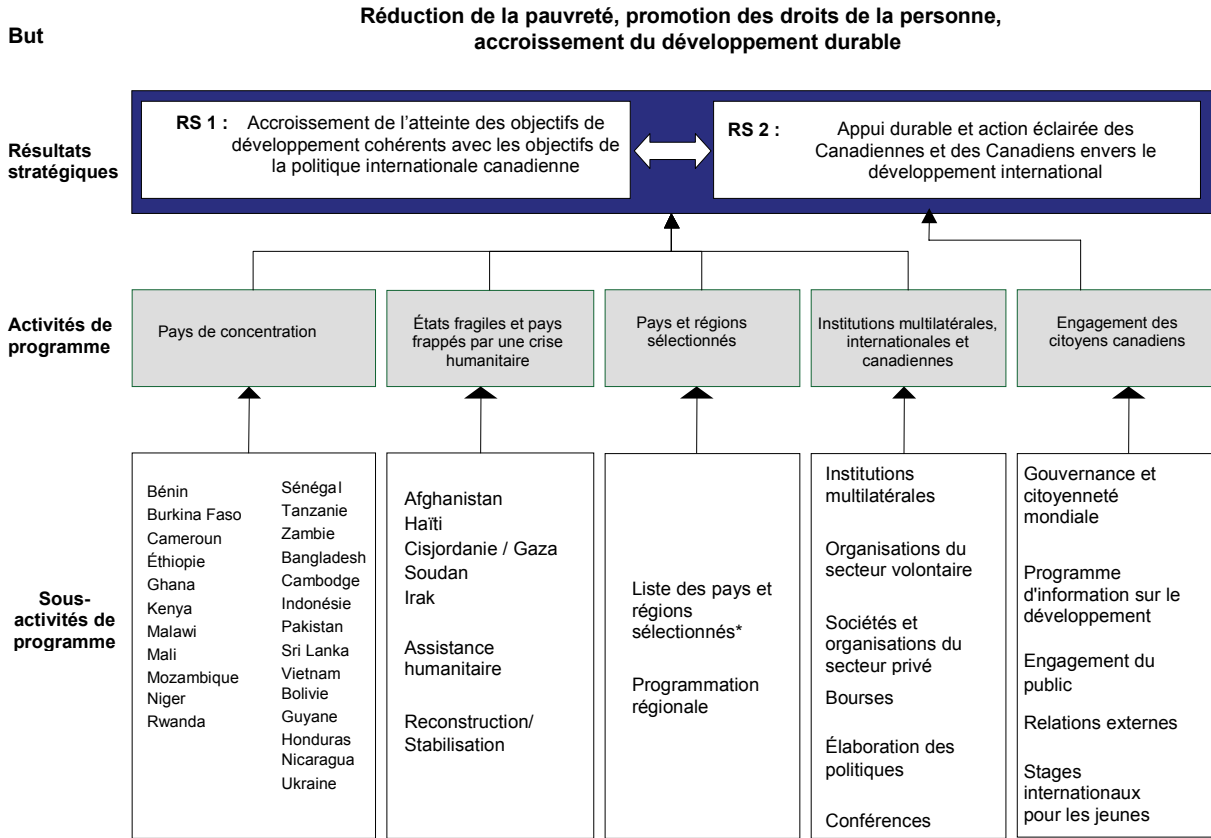 But
Réduction de la pauvreté, promotion des droits de la personne,
accroissement du développement durable
Résultats
stratégiques
RS 1 : Accroissement de l'atteinte des objectifs de
développement cohérents avec les objectifs de
la politique internationale canadienne
RS 2 : Appui durable et action éclairée des
Canadiennes et des Canadiens envers le
développement international
Activités de
programme
Pays de concentration
États fragiles et pays
frappés par une crise
humanitaire
Pays et régions
sélectionnés
Institutions multilatérales,
internationales et
canadiennes
Engagement des
citoyens canadiens
Sous-
activités de
programme
Bénin
Burkina Faso
Cameroun
Éthiopie
Ghana
Kenya
Malawi
Mali
Mozambique
Niger
Rwanda
Sénégal
Tanzanie
Zambie
Bangladesh
Cambodge
Indonésie
Pakistan
Sri Lanka
Vietnam
Bolivie
Guyane
Honduras
Nicaragua
Ukraine
Afghanistan
Haïti
Cisjordanie / Gaza
Soudan
Irak
Assistance
humanitaire
Reconstruction/
Stabilisation
Liste des pays et
régions
sélectionnés*
Programmation
régionale
Institutions
multilatérales
Organisations du
secteur volontaire
Sociétés et
organisations du
secteur privé
Bourses
Élaboration des
politiques
Conférences
Gouvernance et
citoyenneté
mondiale
Programme
d'information sur le
développement
Engagement du
public
Relations externes
Stages
internationaux
pour les jeunes